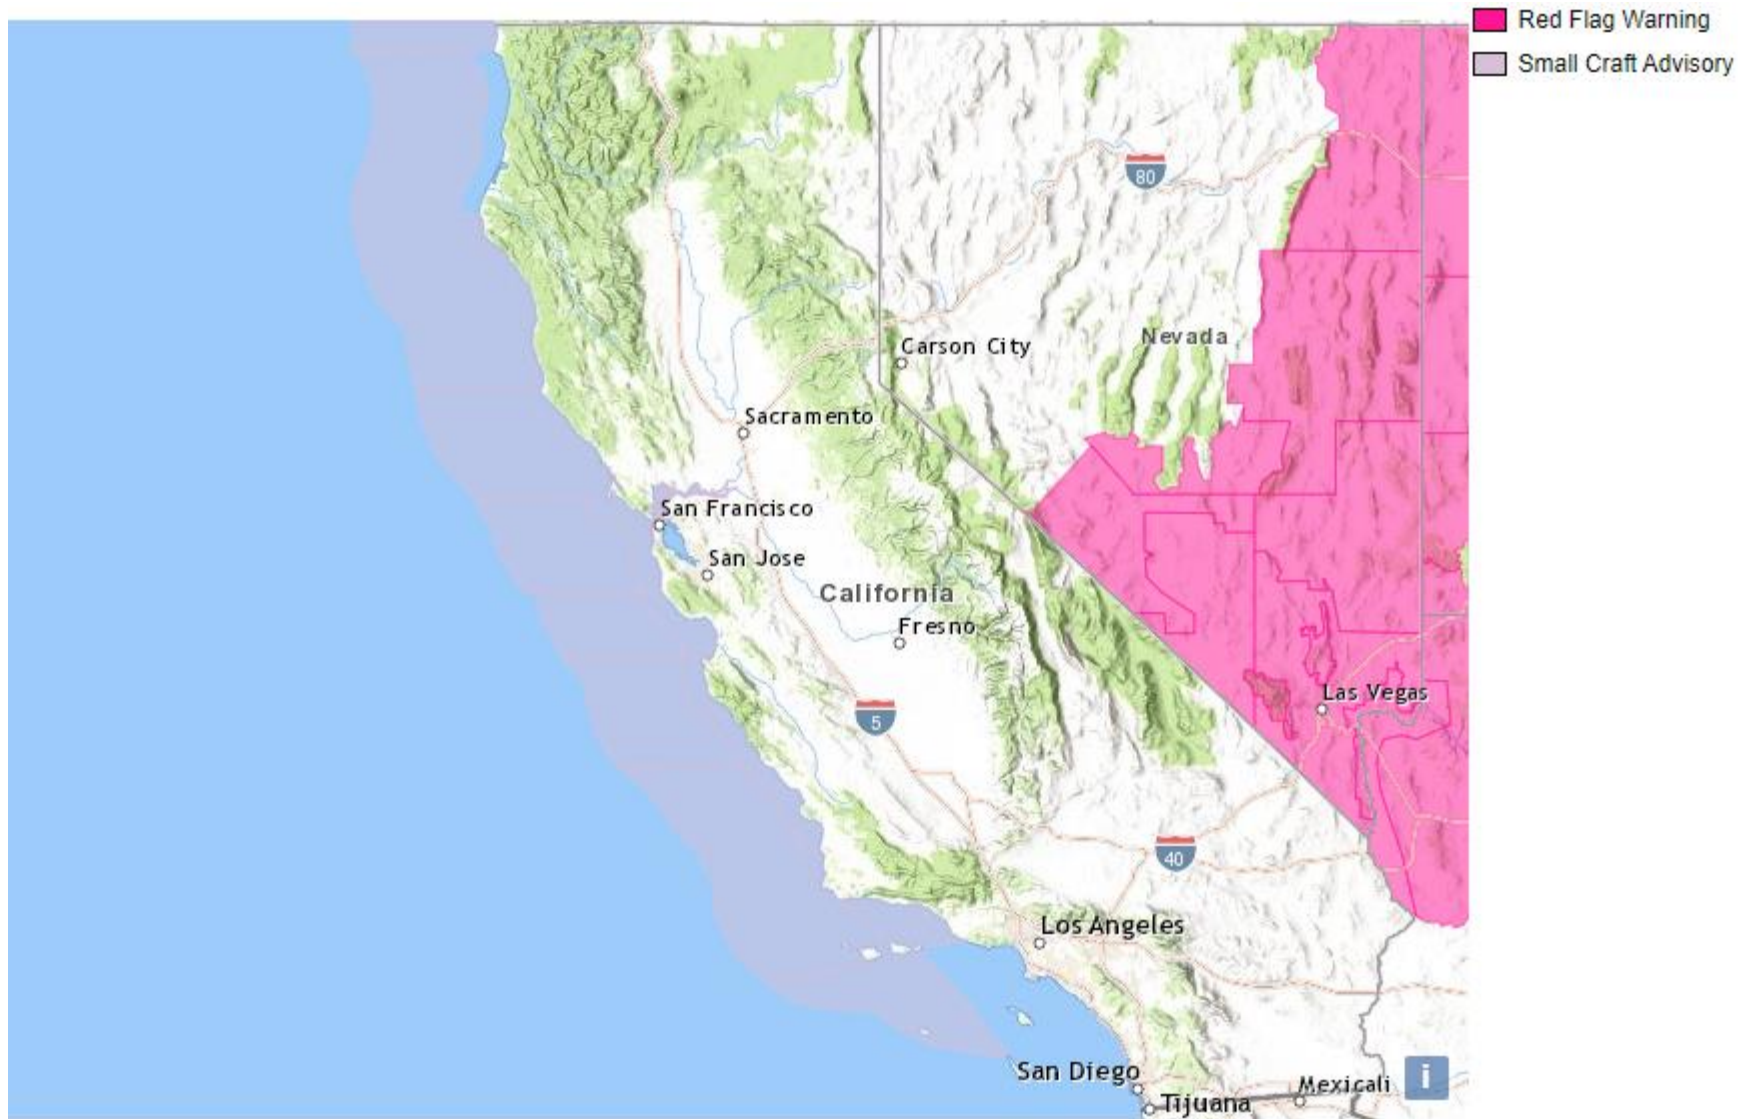 Red Flag Warning
Small Craft Advisory
80
Nevada
Carson City
Sacramento
San Francisco
San Jose
California
Fresno
Las Vegas
5
40
Los Angeles
San Diego
Mexicali
Tijuana
i